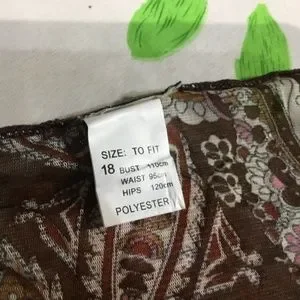 SIZE: TO FIT
18 BUST 110cm
WAIST 95cm
HIPS 120cm
POLYESTER